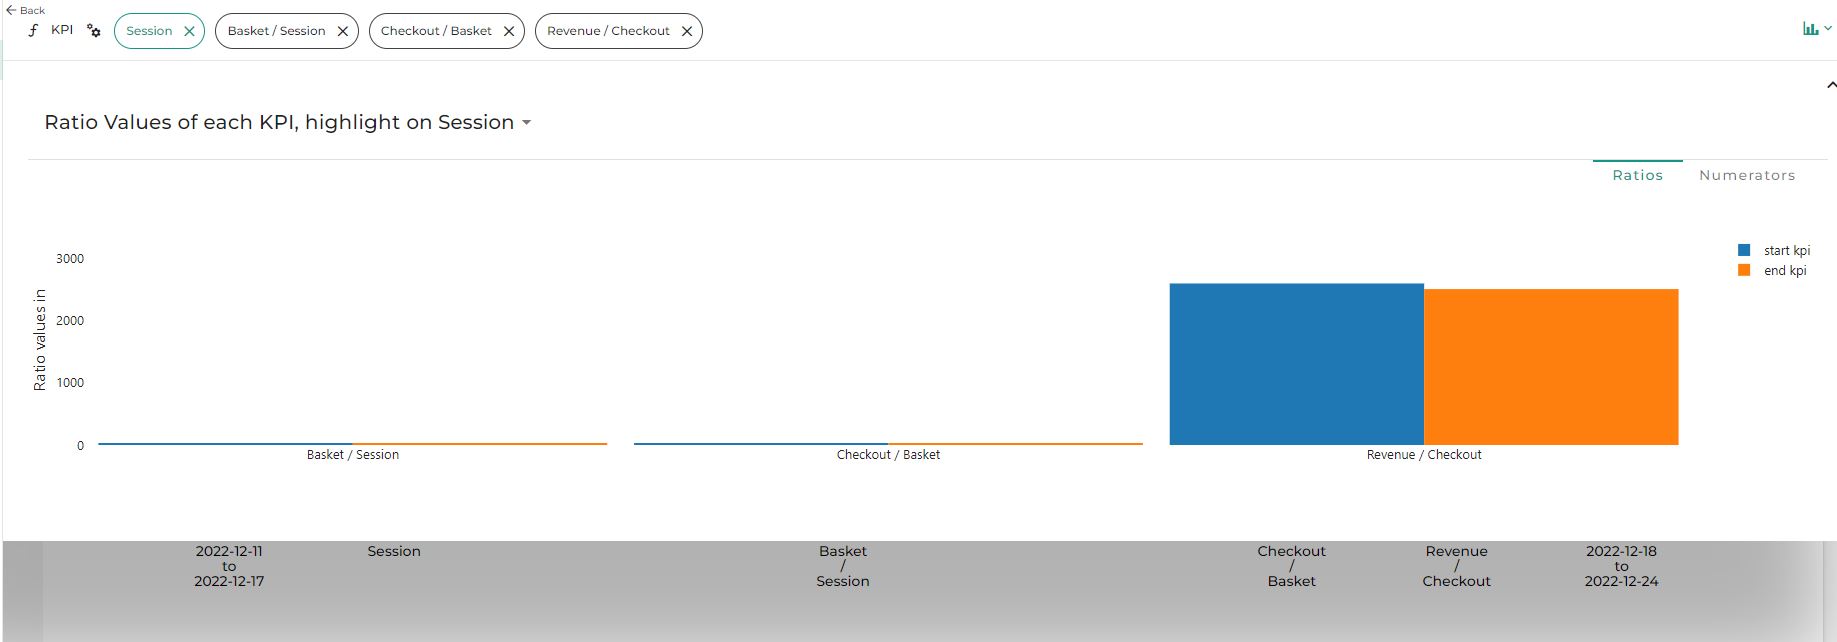 Back
KPI Session Basket / Session Checkout / Basket Revenue / Checkout
Ratio Values of each KPI, highlight on Session
Ratios Numerators
Ratio values in
3000
2000
1000
0
start kpi
end kpi
Basket / Session Checkout / Basket Revenue / Checkout
2022-12-11
to
2022-12-17
Session
Basket
/
Session
Checkout
/
Basket
Revenue
/
Checkout
2022-12-18
to
2022-12-24